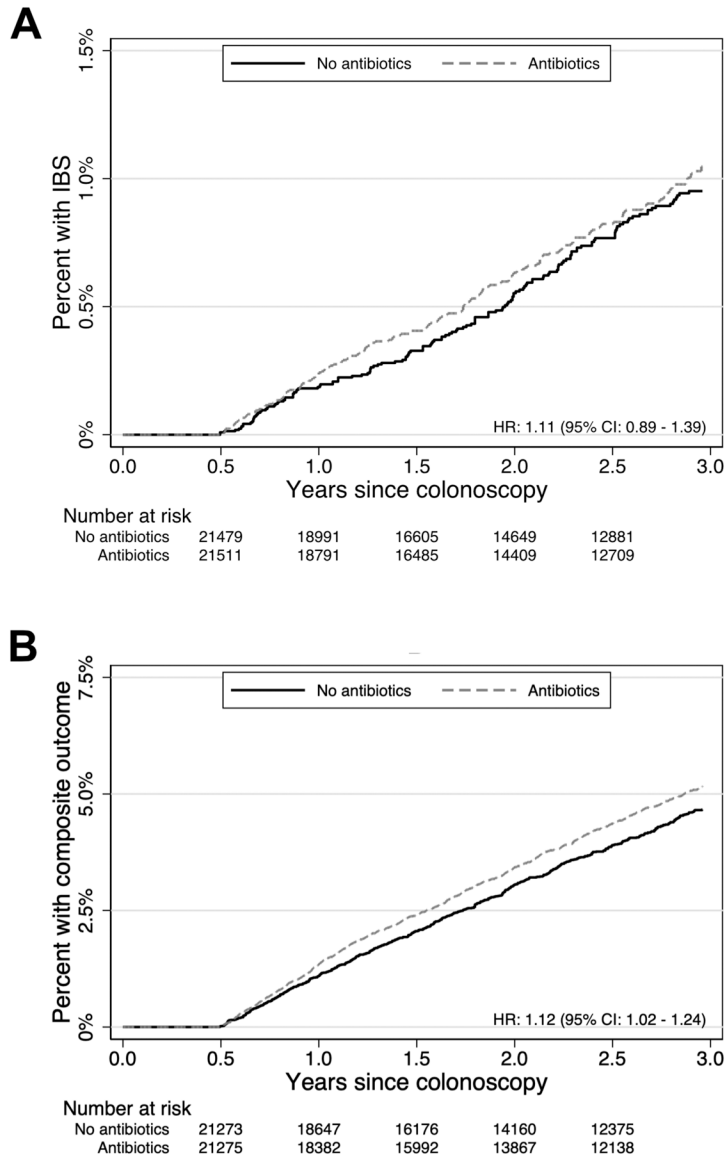 A
1.5%
No antibiotics Antibiotics
1.0%
Percent with IBS
0.5%
0%
HR: 1.11 (95% CI: 0.89 - 1.39)
0.0 0.5 1.0 1.5 2.0 2.5 3.0
Years since colonoscopy
Number at risk
No antibiotics 21479 18991 16605 14649 12881
Antibiotics 21511 18791 16485 14409 12709
B
7.5%
No antibiotics Antibiotics
5.0%
Percent with composite outcome
2.5%
0%
HR: 1.12 (95% CI: 1.02 - 1.24)
0.0 0.5 1.0 1.5 2.0 2.5 3.0
Years since colonoscopy
Number at risk
No antibiotics 21273 18647 16176 14160 12375
Antibiotics 21275 18382 15992 13867 12138